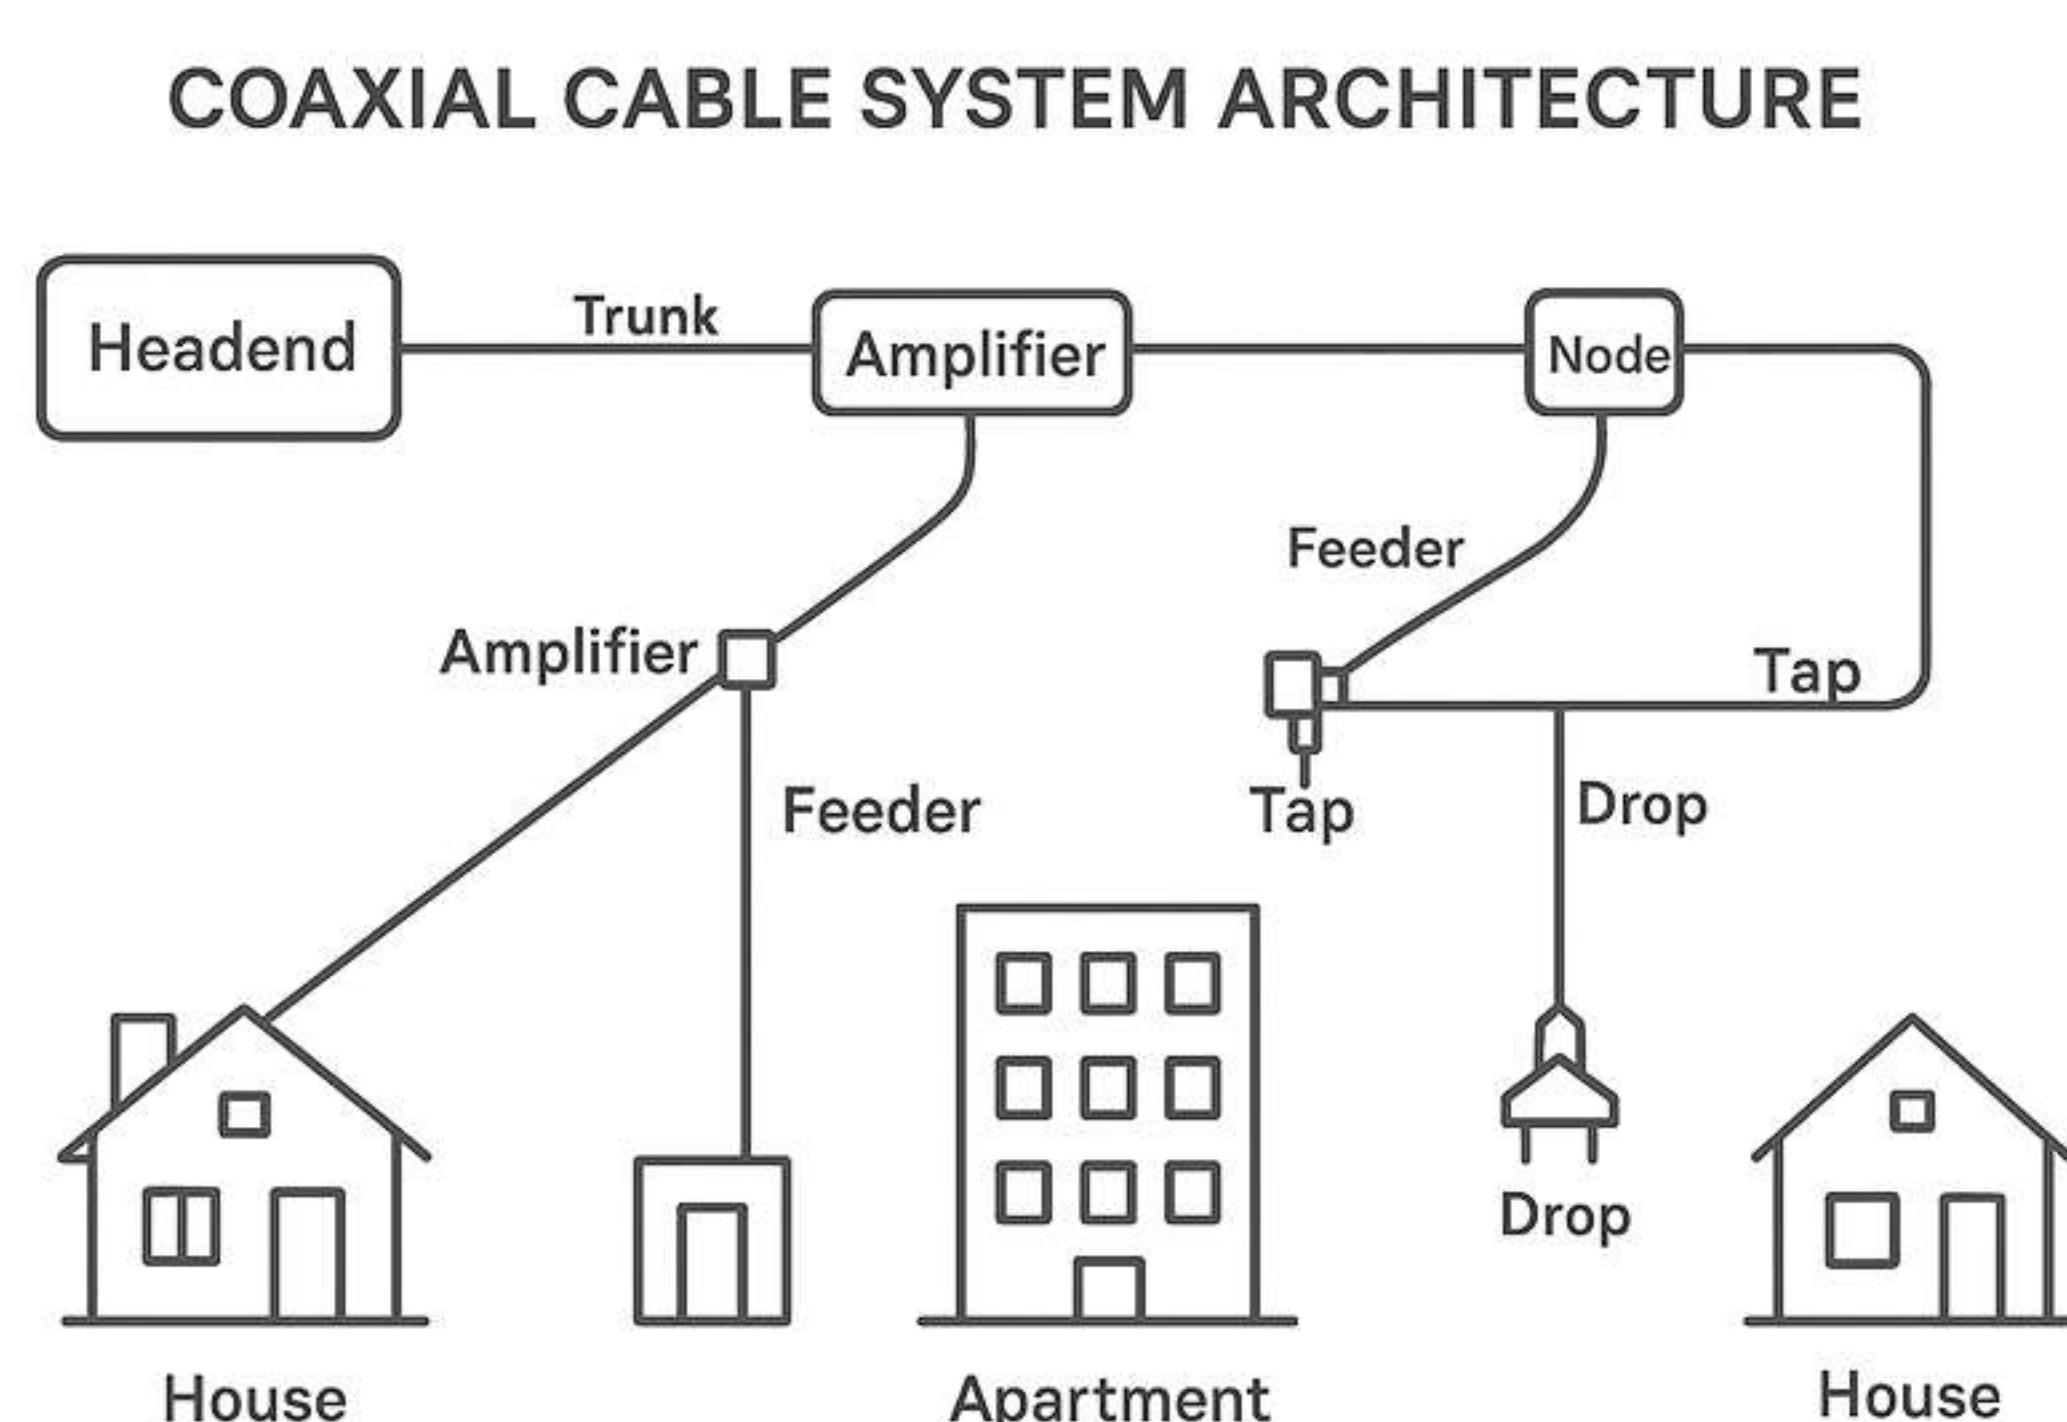 COAXIAL CABLE SYSTEM ARCHITECTURE
Headend
Trunk
Amplifier
Node
Feeder
Amplifier
Tap
Feeder
Tap
Drop
Drop
House
Apartment
House